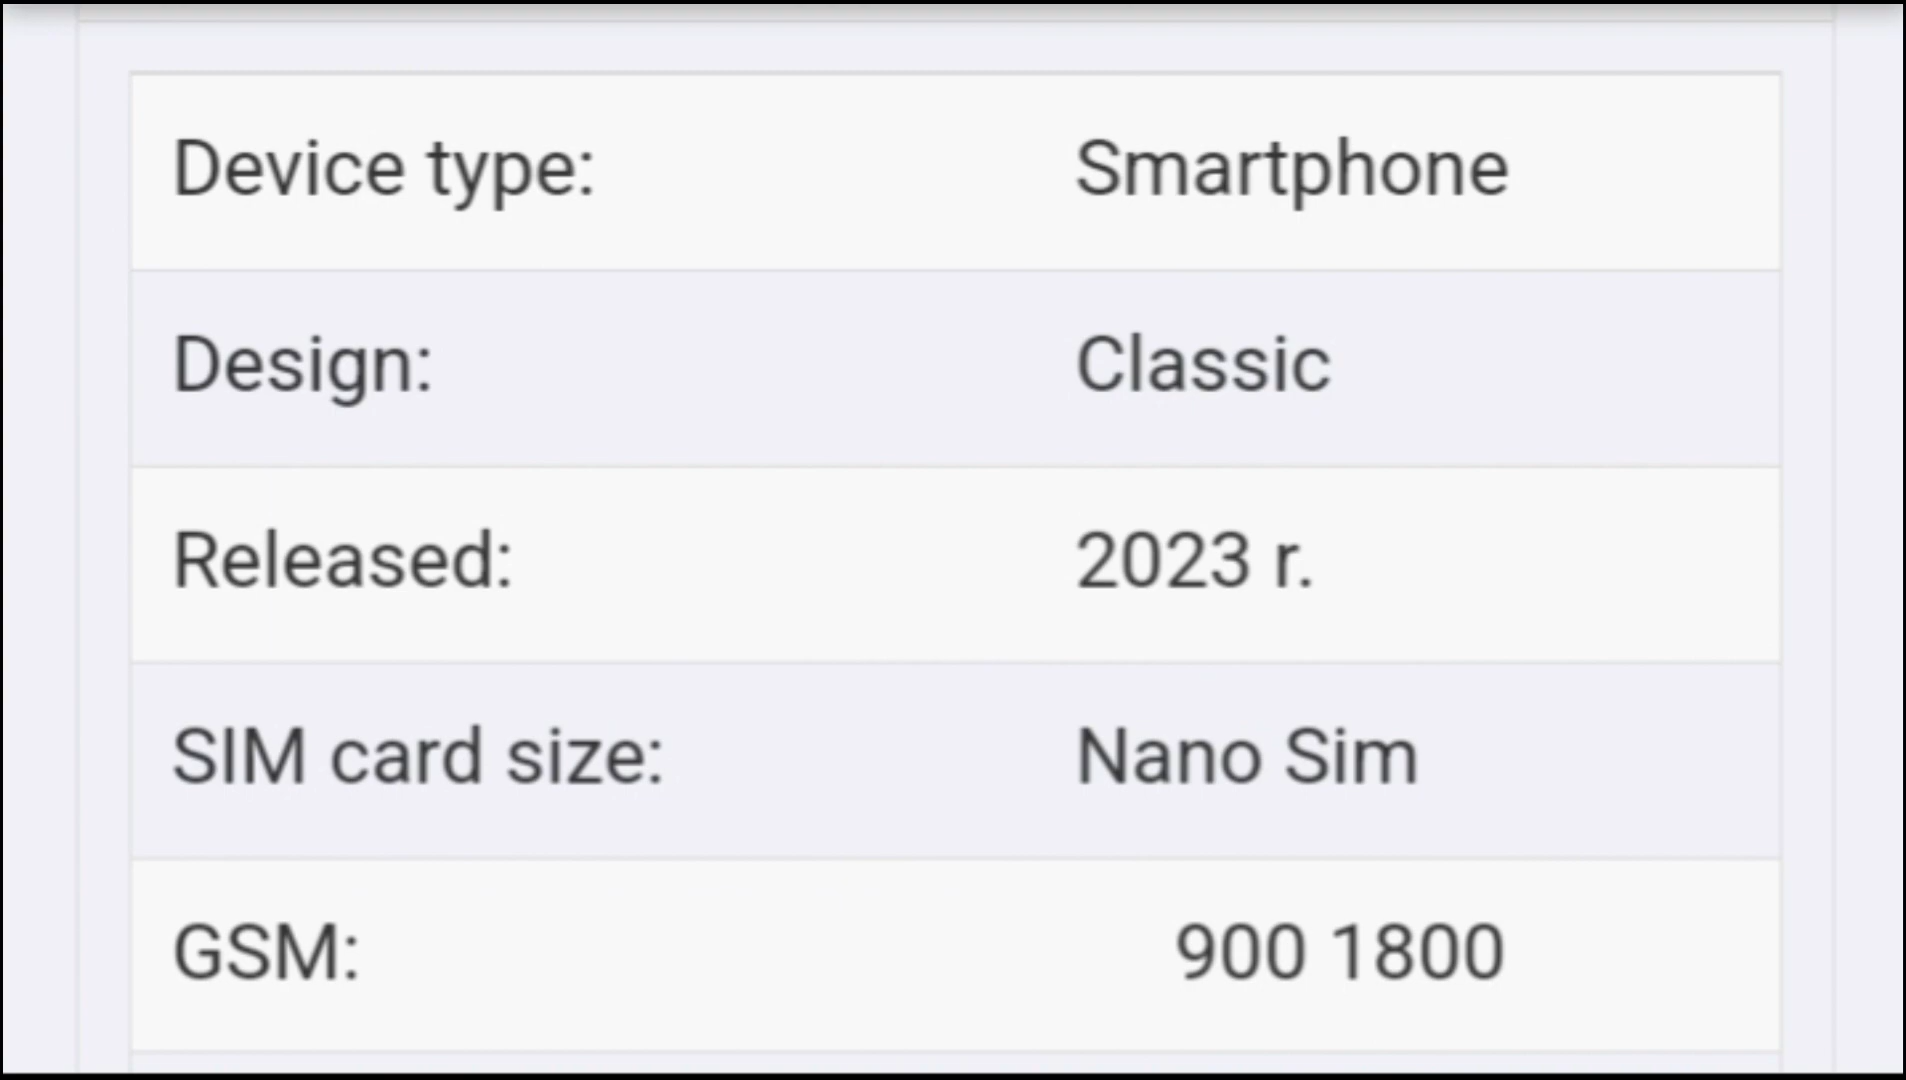 Device type: Smartphone
Design: Classic
Released: 2023 r.
SIM card size: Nano Sim
GSM: 900 1800